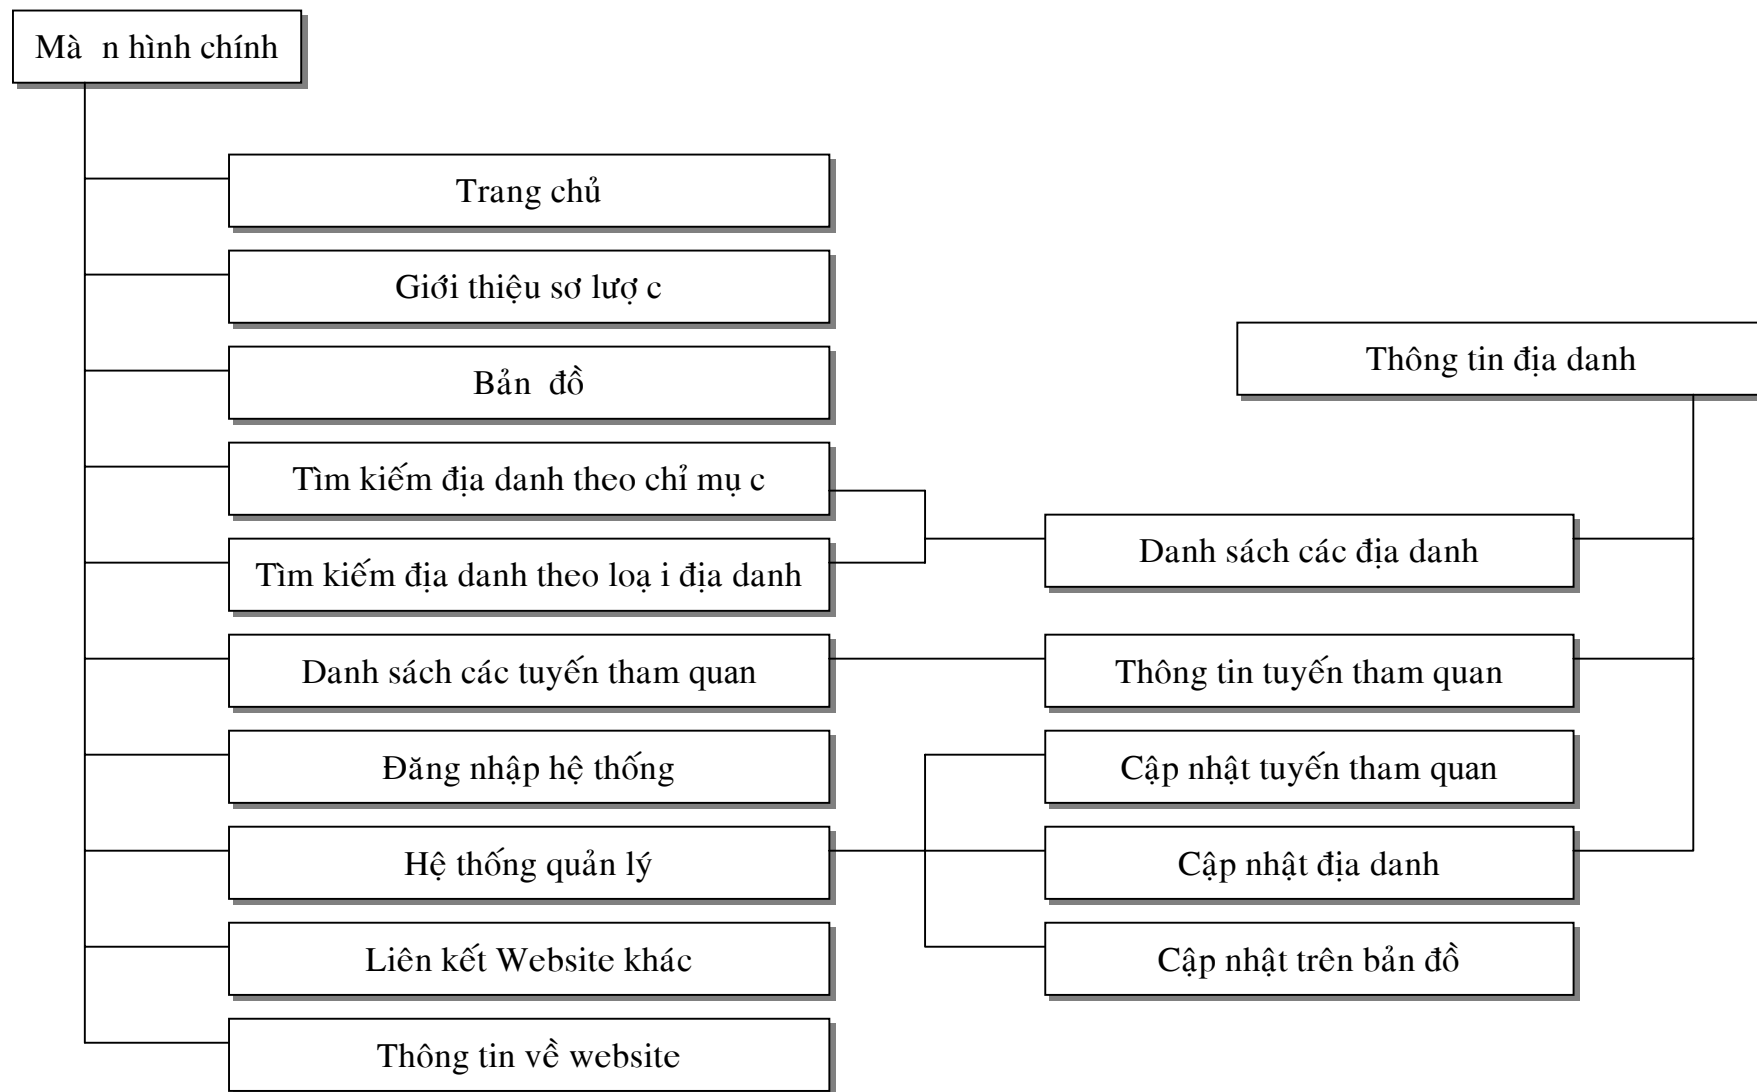 Mà n hình chính
Trang chủ
Giới thiệu sơ lượ c
Bản đồ
Tìm kiếm địa danh theo chỉ mụ c
Tìm kiếm địa danh theo loạ i địa danh
Danh sách các tuyến tham quan
Đăng nhập hệ thống
Hệ thống quản lý
Liên kết Website khác
Thông tin về website
Danh sách các địa danh
Thông tin tuyến tham quan
Cập nhật tuyến tham quan
Cập nhật địa danh
Cập nhật trên bản đồ
Thông tin địa danh